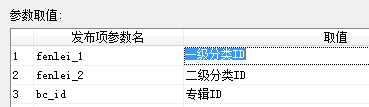 参数取值:
发布项参数名 取值
1 fenlei_1 一级分类ID
2 fenlei_2 二级分类ID
3 bc_id 专辑ID